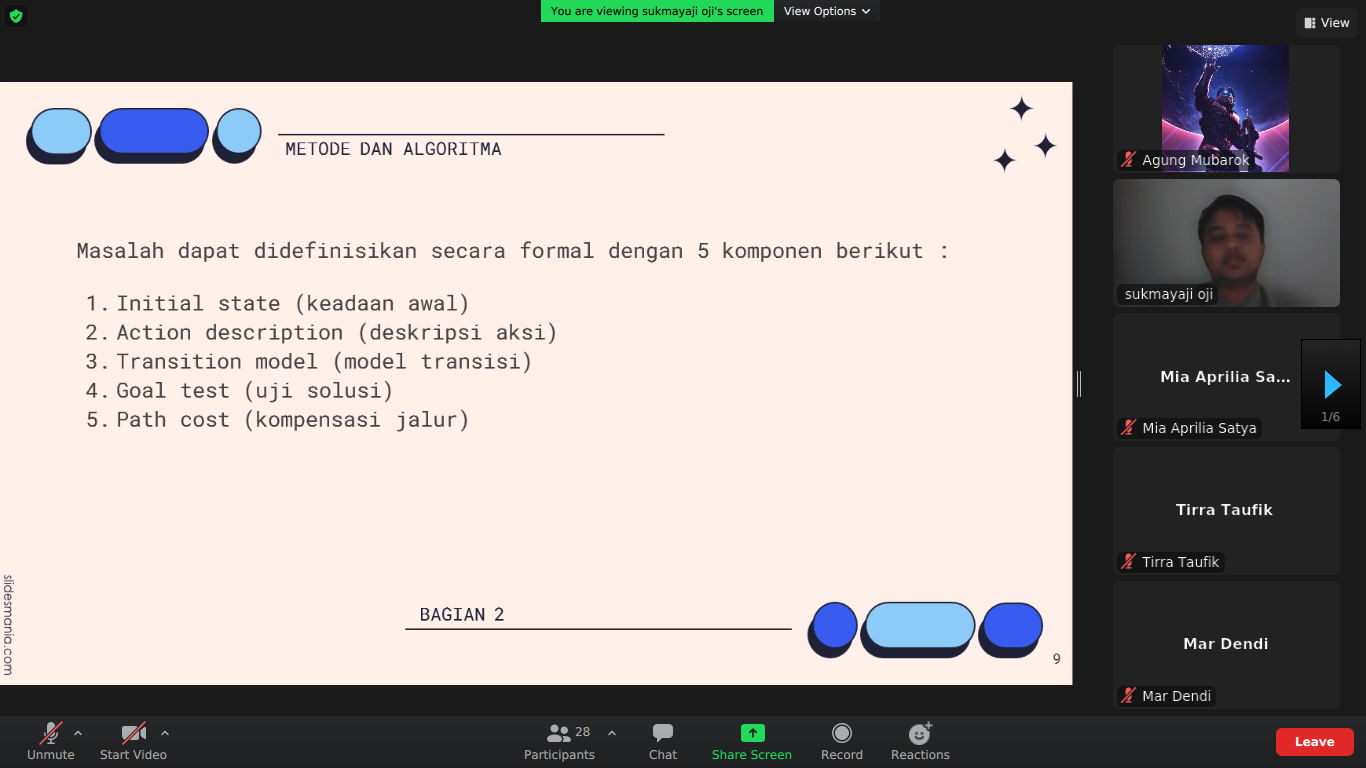 You are viewing sukmayaji oji's screen
View Options
View
METODE DAN ALGORITMA
Masalah dapat didefinisikan secara formal dengan 5 komponen berikut :
1. Initial state (keadaan awal)
2. Action description (deskripsi aksi)
3. Transition model (model transisi)
4. Goal test (uji solusi)
5. Path cost (kompensasi jalur)
BAGIAN 2
9
slidesmania.com
Agung Mubarok
sukmayaji oji
Mia Aprilia Sa...
Mia Aprilia Satya
1/6
Tirra Taufik
Tirra Taufik
Mar Dendi
Mar Dendi
Unmute
Start Video
Participants
28
Chat
Share Screen
Record
Reactions
Leave